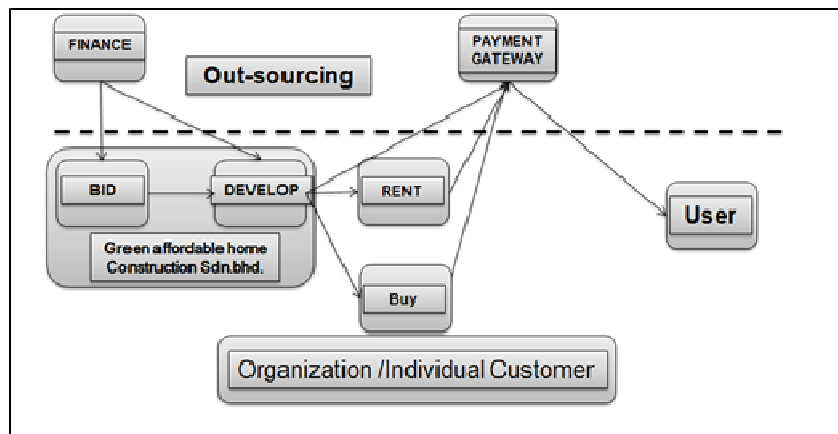 FINANCE
PAYMENT
GATEWAY
Out-sourcing
BID
DEVELOP
RENT
User
Green affordable home
Construction Sdn.bhd.
Buy
Organization /Individual Customer